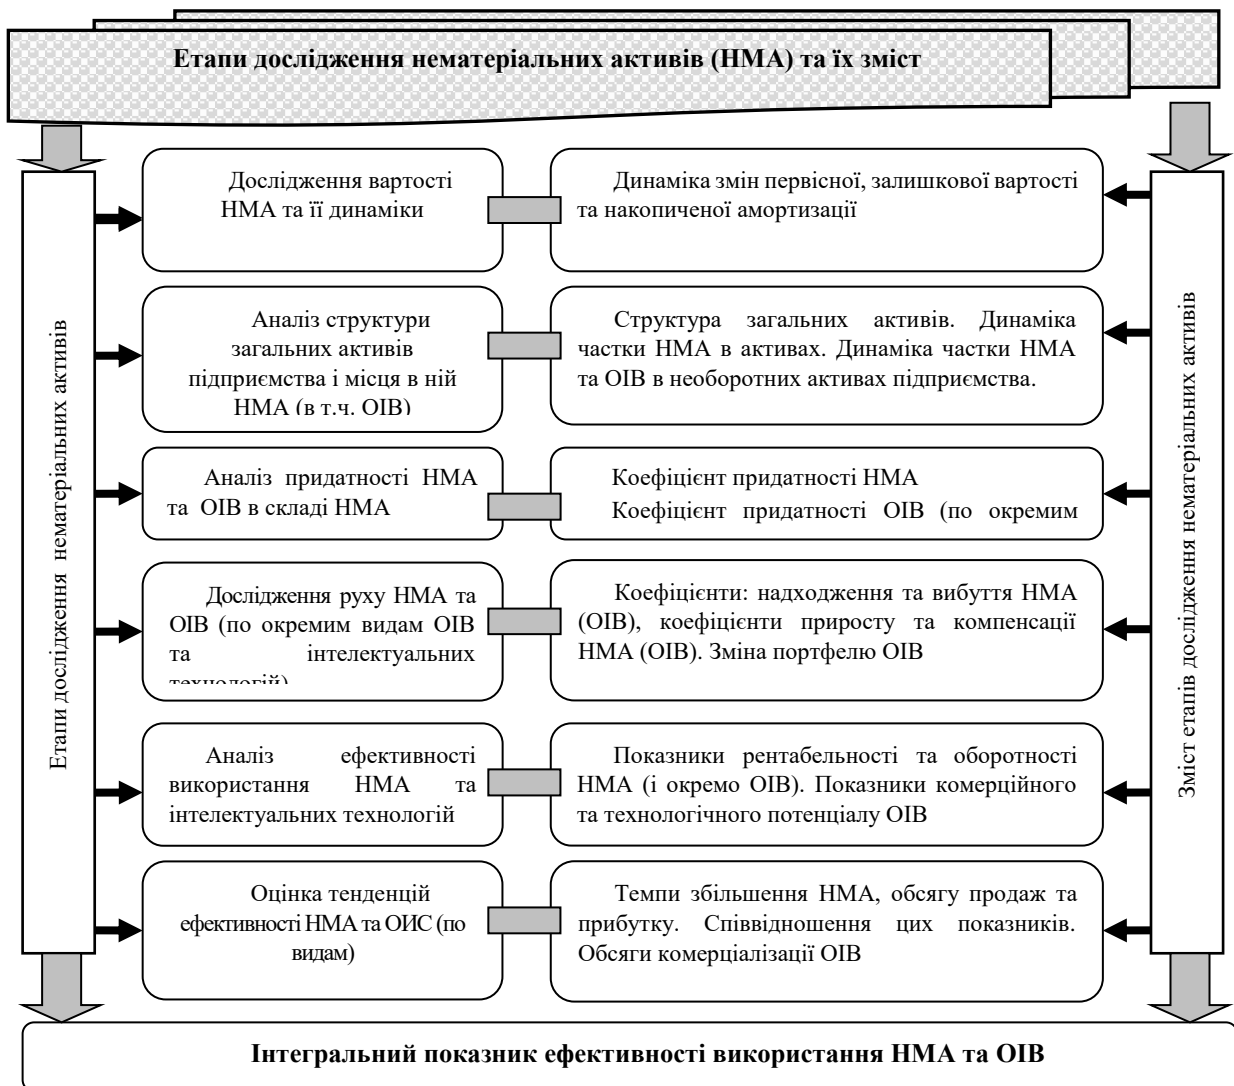 Етапи дослідження нематеріальних активів (НМА) та їх зміст
Етапи дослідження нематеріальних активів
Дослідження вартості
НМА та її динаміки
Динаміка змін первісної, залишкової вартості
та накопиченої амортизації
Аналіз структури
загальних активів
підприємства і місця в ній
НМА (в т.ч. ОІВ)
Структура загальних активів. Динаміка
частки НМА в активах. Динаміка частки НМА
та ОІВ в необоротних активах підприємства.
Аналіз придатності НМА
та ОІВ в складі НМА
Коефіцієнт придатності НМА
Коефіцієнт придатності ОІВ (по окремим
Дослідження руху НМА та
ОІВ (по окремим видам ОІВ
та інтелектуальних
технологій)
Коефіцієнти: надходження та вибуття НМА
(ОІВ), коефіцієнти приросту та компенсації
НМА (ОІВ). Зміна портфелю ОІВ
Аналіз ефективності
використання НМА та
інтелектуальних технологій
Показники рентабельності та оборотності
НМА (і окремо ОІВ). Показники комерційного
та технологічного потенціалу ОІВ
Оцінка тенденцій
ефективності НМА та ОИС (по
видам)
Темпи збільшення НМА, обсягу продаж та
прибутку. Співвідношення цих показників.
Обсяги комерціалізації ОІВ
Зміст етапів дослідження нематеріальних активів
Інтегральний показник ефективності використання НМА та ОІВ